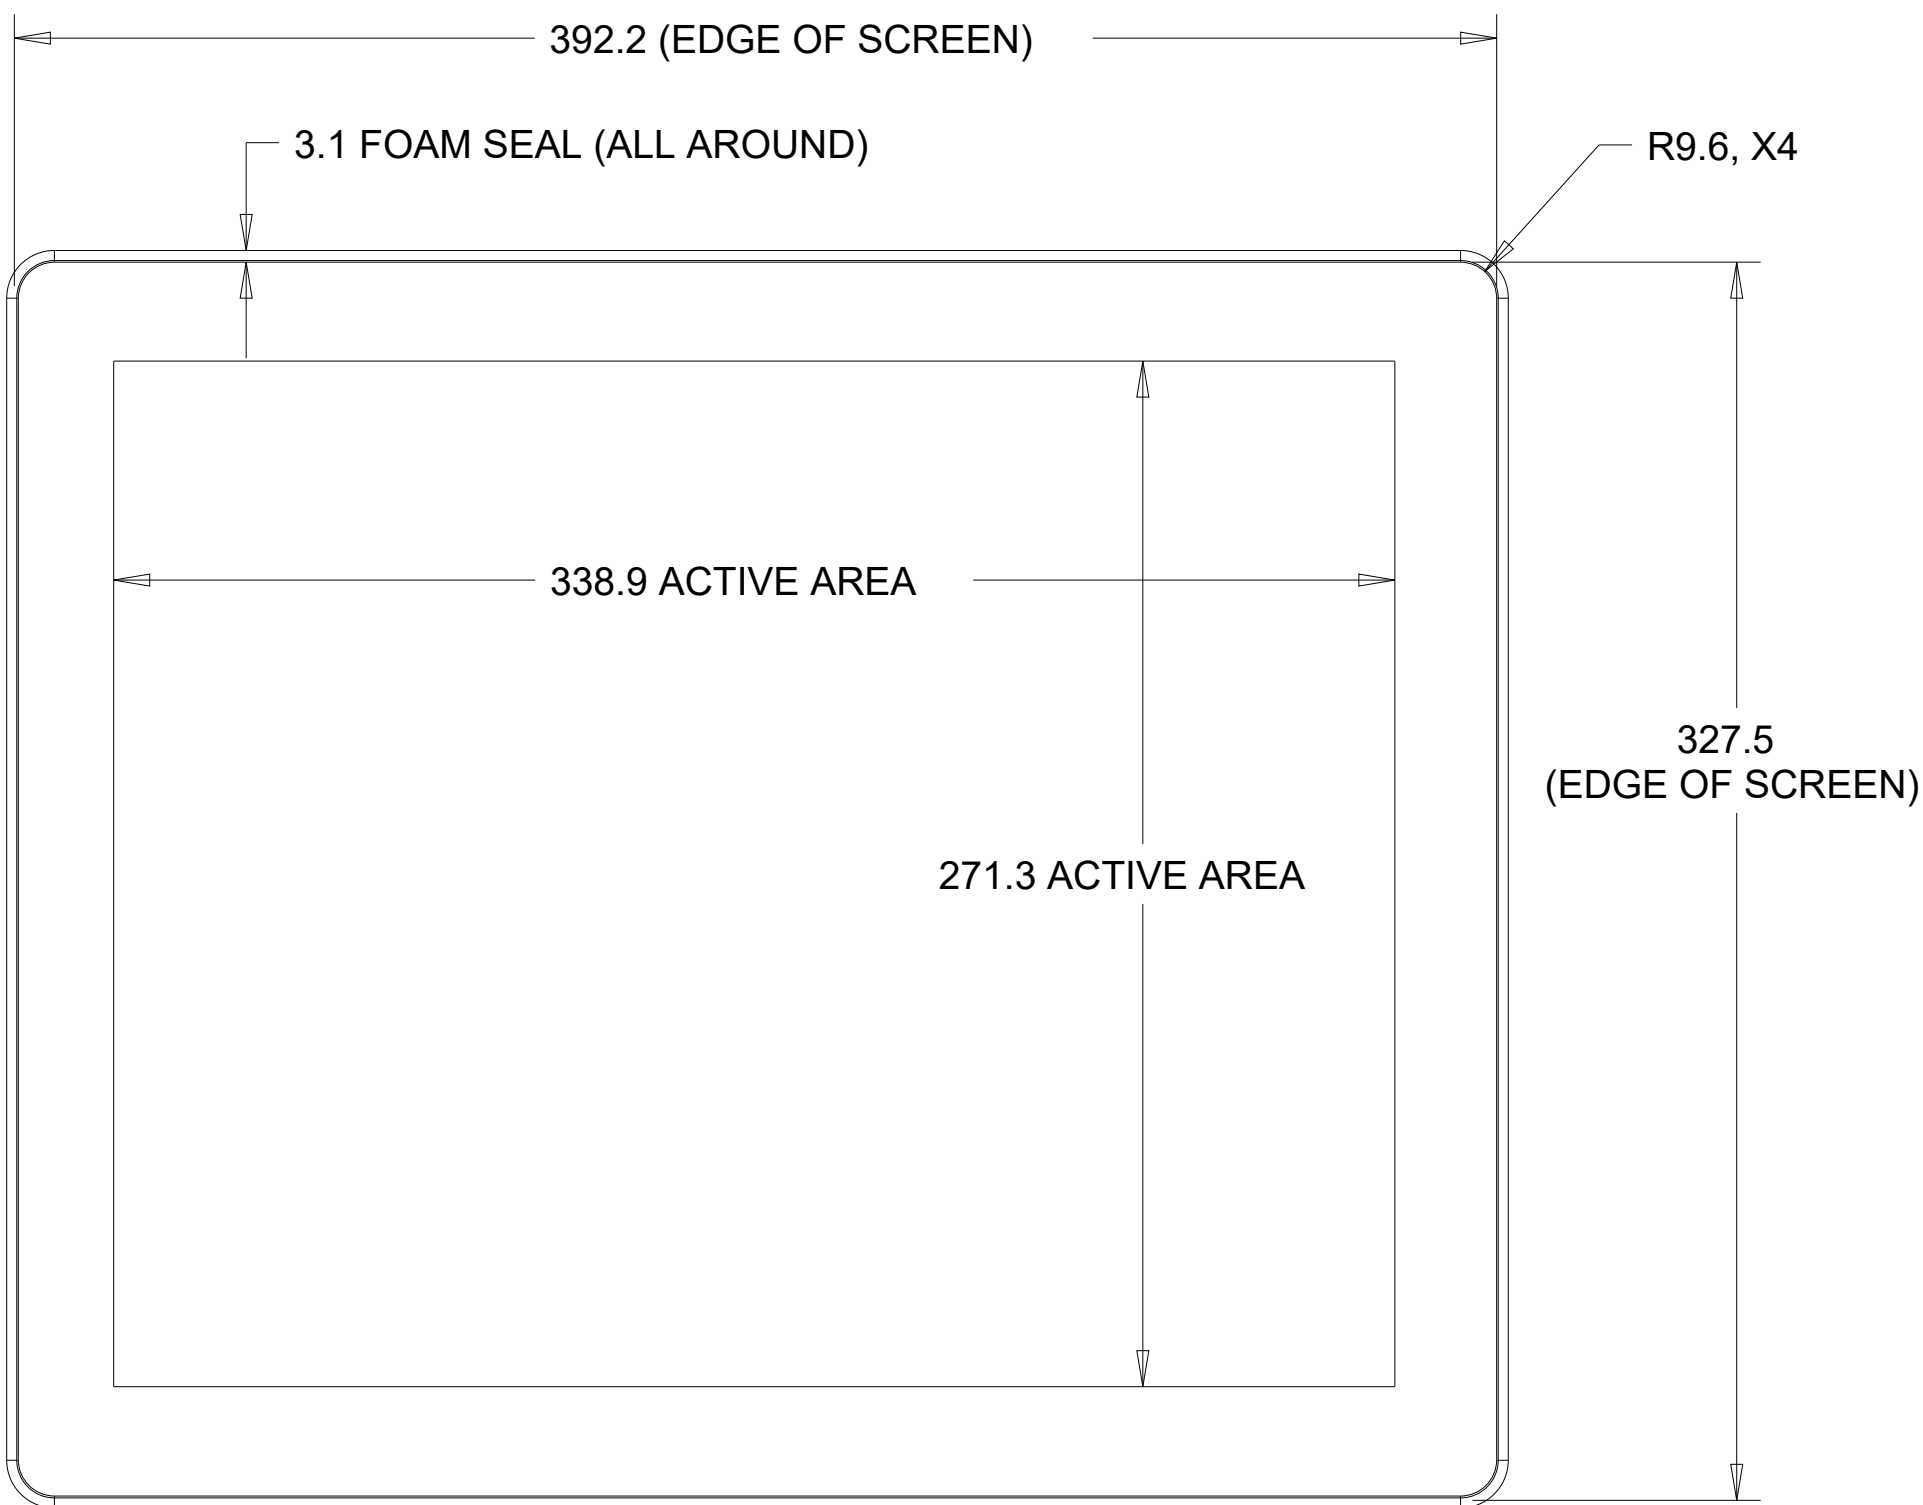 392.2 (EDGE OF SCREEN)
3.1 FOAM SEAL (ALL AROUND)
R9.6, X4
338.9 ACTIVE AREA
327.5
(EDGE OF SCREEN)
271.3 ACTIVE AREA